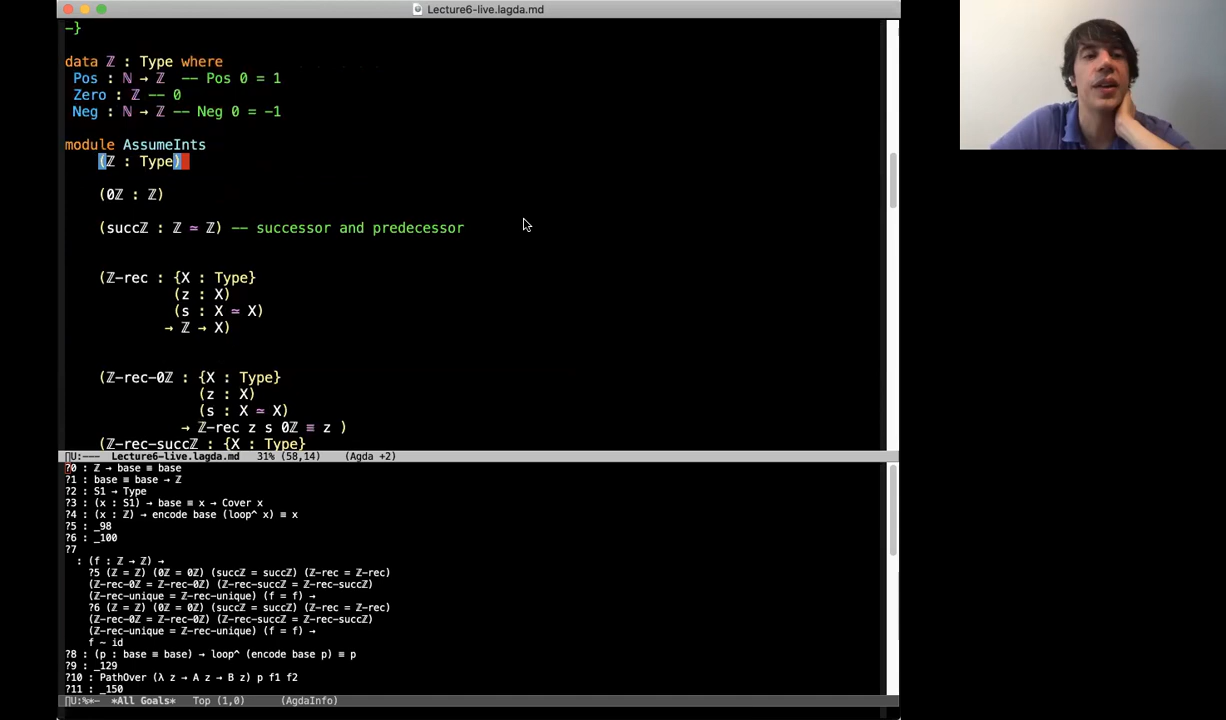 Lecture6-live.lagda.md
-}
data ℤ : Type where
Pos : ℕ → ℤ -- Pos 0 = 1
Zero : ℤ -- 0
Neg : ℕ → ℤ -- Neg 0 = -1
module AssumeInts
(ℤ : Type)
(0ℤ : ℤ)
(succℤ : ℤ ≃ ℤ) -- successor and predecessor
(ℤ-rec : {X : Type}
(z : X)
(s : X ≃ X)
→ ℤ → X)
(ℤ-rec-0ℤ : {X : Type}
(z : X)
(s : X ≃ X)
→ ℤ-rec z s 0ℤ ≡ z )
(ℤ-rec-succℤ : {X : Type}
U:--- Lecture6-live.lagda.md 31% (58,14) (Agda +2)
?0 : ℤ → base ≡ base
?1 : base ≡ base → ℤ
?2 : S1 → Type
?3 : (x : S1) → base ≡ x → Cover x
?4 : (x : ℤ) → encode base (loop^ x) ≡ x
?5 : _98
?6 : _100
?7
: (f : ℤ → ℤ) →
?5 (ℤ = ℤ) (0ℤ = 0ℤ) (succℤ = succℤ) (ℤ-rec = ℤ-rec)
(ℤ-rec-0ℤ = ℤ-rec-0ℤ) (ℤ-rec-succℤ = ℤ-rec-succℤ)
(ℤ-rec-unique = ℤ-rec-unique) (f = f) →
?6 (ℤ = ℤ) (0ℤ = 0ℤ) (succℤ = succℤ) (ℤ-rec = ℤ-rec)
(ℤ-rec-0ℤ = ℤ-rec-0ℤ) (ℤ-rec-succℤ = ℤ-rec-succℤ)
(ℤ-rec-unique = ℤ-rec-unique) (f = f) →
f ~ id
?8 : (p : base ≡ base) → loop^ (encode base p) ≡ p
?9 : _129
?10 : PathOver (λ z → A z → B z) p f1 f2
?11 : _150
U:%*- *All Goals* Top (1,0) (AgdaInfo)